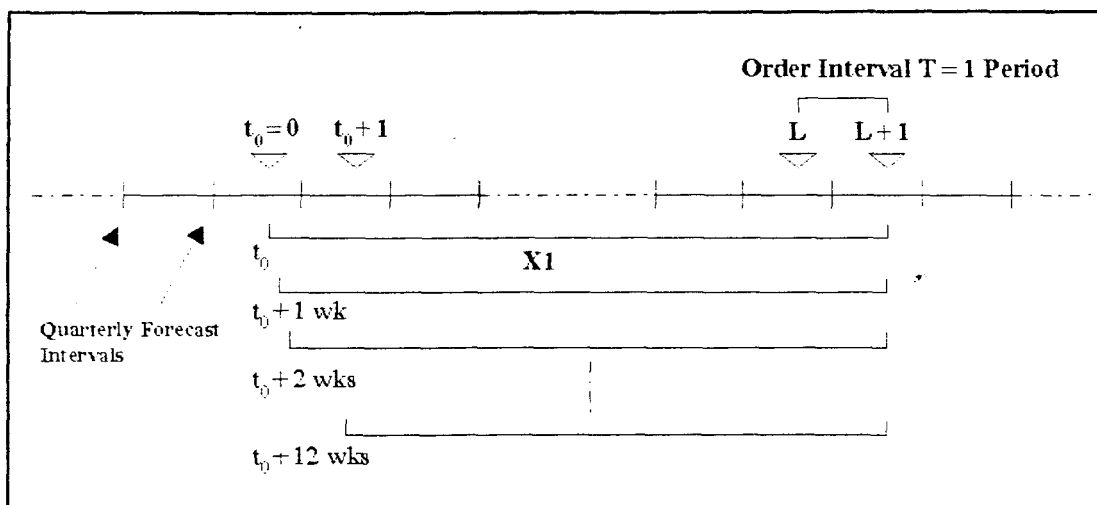 Order Interval T = 1 Period
t₀ = 0
t₀ + 1
L
L + 1
t₀
X1
t₀ + 1 wk
Quarterly Forecast
Intervals
t₀ + 2 wks
t₀ + 12 wks